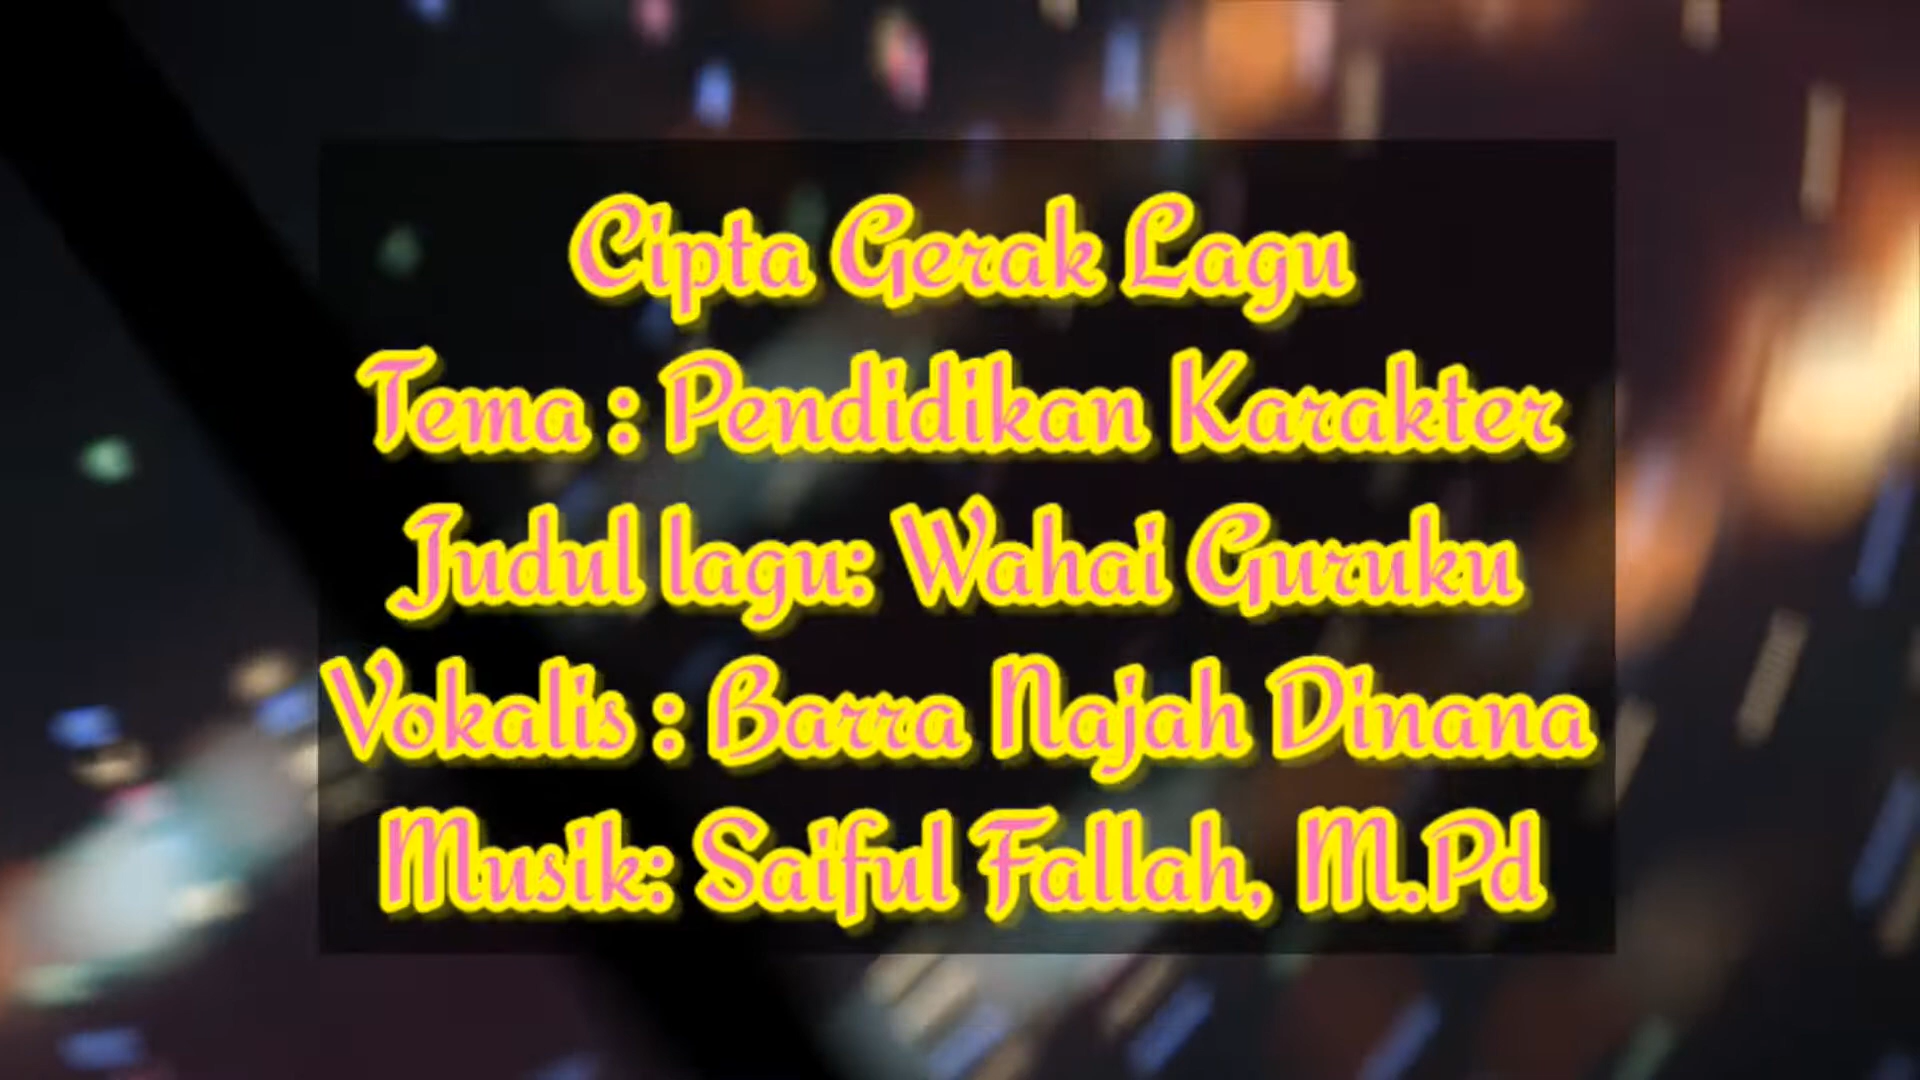 Cipta Gerak Lagu
Tema : Pendidikan Karakter
Judul lagu: Wahai Guruku
Vokalis : Barra Najah Dinana
Musik: Saiful Fallah, M.Pd